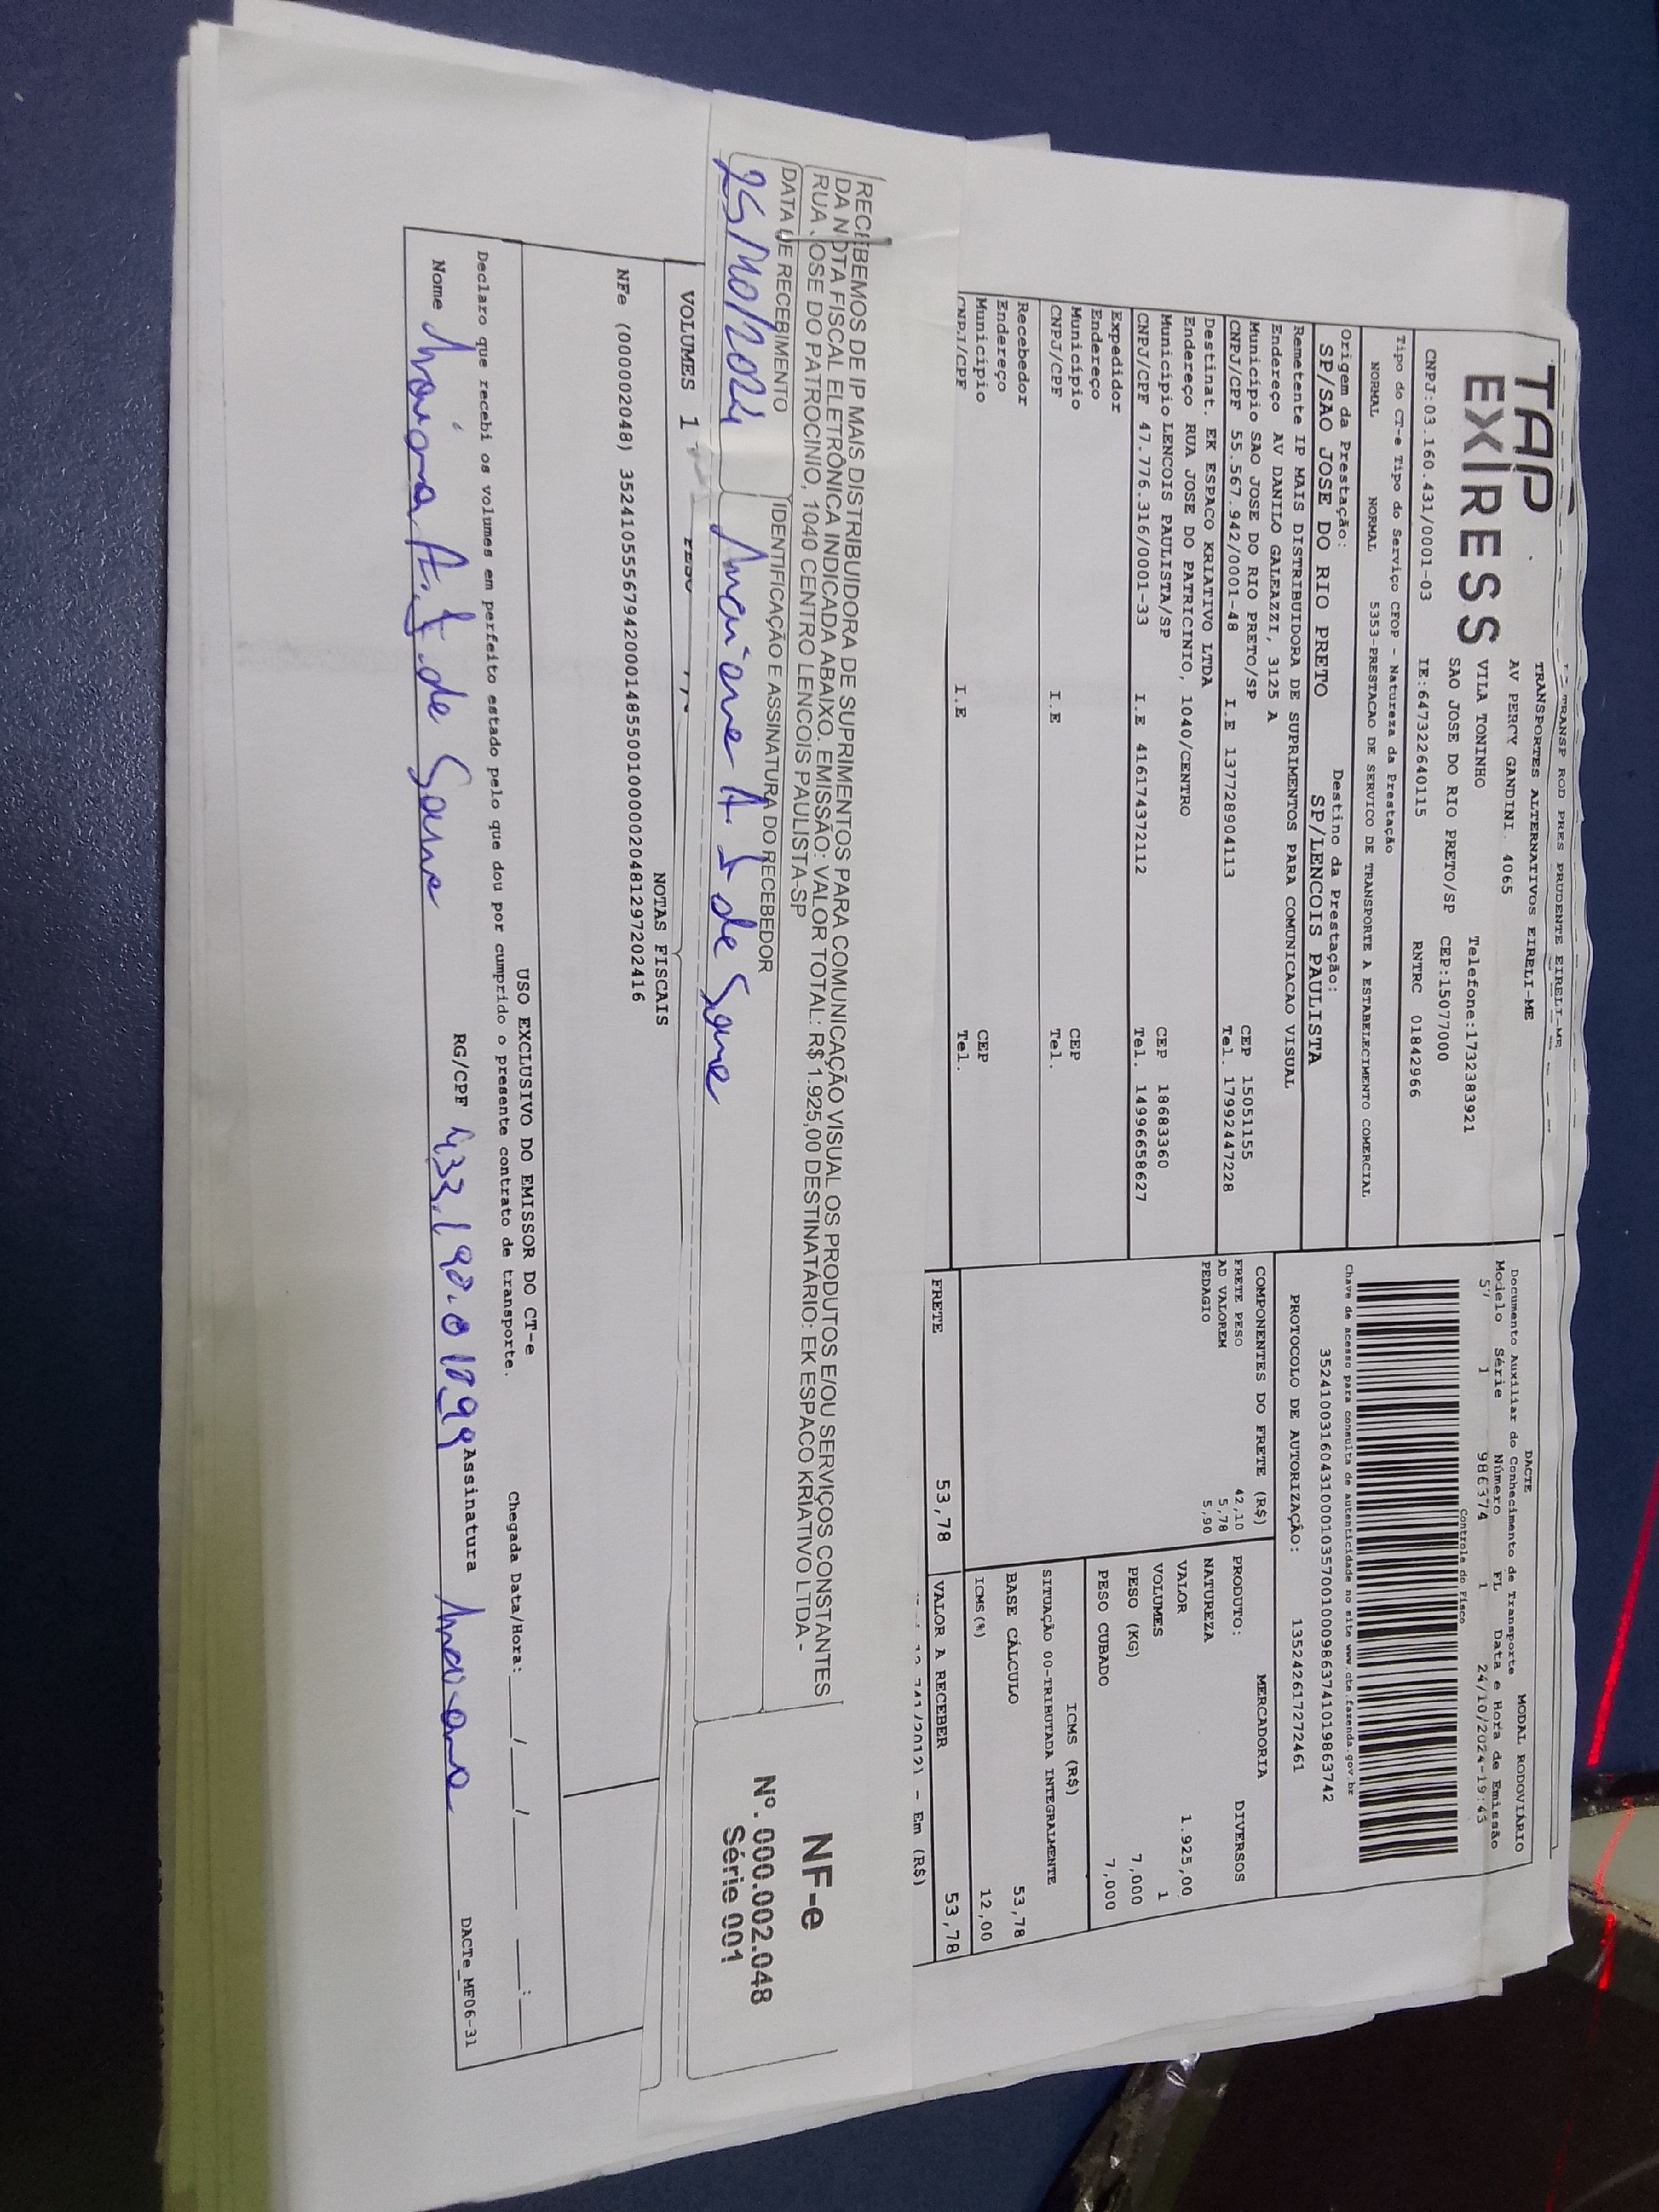 TRANSP ROD PRES PRUDENTE EIRELI-ME
TAP
EXÍRESS
TRANSPORTES ALTERNATIVOS EIRELI-ME
AV PERCY GANDINI 4065
VILA TONINHO Telefone:1732383921
SAO JOSE DO RIO PRETO/SP CEP:15077000
CNPJ:03.160.431/0001-03 IE:647322640115 RNTRC 01842966
Tipo do CT-e Tipo do Serviço CFOP - Natureza da Prestação
NORMAL NORMAL 5353-PRESTACAO DE SERVICO DE TRANSPORTE A ESTABELECIMENTO COMERCIAL
Origem da Prestação: Destino da Prestação:
SP/SAO JOSE DO RIO PRETO SP/LENCOIS PAULISTA
Remetente IP MAIS DISTRIBUIDORA DE SUPRIMENTOS PARA COMUNICACAO VISUAL
Endereço AV DANILO GALEAZZI, 3125 A
Município SAO JOSE DO RIO PRETO/SP CEP 15051155
CNPJ/CPF 55.567.942/0001-48 I.E 137728904113 Tel. 17992447228
Destinat. EK ESPACO KRIATIVO LTDA
Endereço RUA JOSE DO PATRICINIO, 1040/CENTRO
Município LENCOIS PAULISTA/SP CEP 18683360
CNPJ/CPF 47.776.316/0001-33 I.E 416174372112 Tel. 14996658627
Expedidor
Endereço
Município CEP
CNPJ/CPF I.E Tel.
Recebedor
Endereço
Município CEP
CNPJ/CPF I.E Tel.
DACTE MODAL RODOVIÁRIO
Documento Auxiliar do Conhecimento de Transporte
Modelo Série Número FL Data e Hora de Emissão
57 1 986374 1 24/10/2024-19:43
Controle do Fisco
Chave de acesso para consulta de autenticidade no site www.cte.fazenda.gov.br
35241003160431000103570010009863741019863742
PROTOCOLO DE AUTORIZAÇÃO: 135242617272461
COMPONENTES DO FRETE (R$)
FRETE PESO 42,10
AD VALOREM 5,78
PEDAGIO 5,90
MERCADORIA
PRODUTO: DIVERSOS
NATUREZA
VALOR 1.925,00
VOLUMES 1
PESO (KG) 7,000
PESO CUBADO 7,000
ICMS (R$)
SITUAÇÃO 00-TRIBUTADA INTEGRALMENTE
BASE CÁLCULO 53,78
ICMS(%) 12,00
FRETE 53,78 VALOR A RECEBER 53,78
741/2012) - Em (R$)
RECEBEMOS DE IP MAIS DISTRIBUIDORA DE SUPRIMENTOS PARA COMUNICAÇÃO VISUAL OS PRODUTOS E/OU SERVIÇOS CONSTANTES
DA NOTA FISCAL ELETRÔNICA INDICADA ABAIXO. EMISSÃO: VALOR TOTAL: R$ 1.925,00 DESTINATÁRIO: EK ESPACO KRIATIVO LTDA -
RUA JOSE DO PATROCINIO, 1040 CENTRO LENCOIS PAULISTA-SP
DATA DE RECEBIMENTO IDENTIFICAÇÃO E ASSINATURA DO RECEBEDOR
25/10/2024 A. de
NF-e
Nº. 000.002.048
Série 001
VOLUMES 1
NOTAS FISCAIS
NFe (000002048) 35241055567942000148550010000020481297202416
USO EXCLUSIVO DO EMISSOR DO CT-e
Declaro que recebi os volumes em perfeito estado pelo que dou por cumprido o presente contrato de transporte. Chegada Data/Hora: ___/___/___ ___:___
Nome A. de RG/CPF Assinatura
DACTe_MF06-31